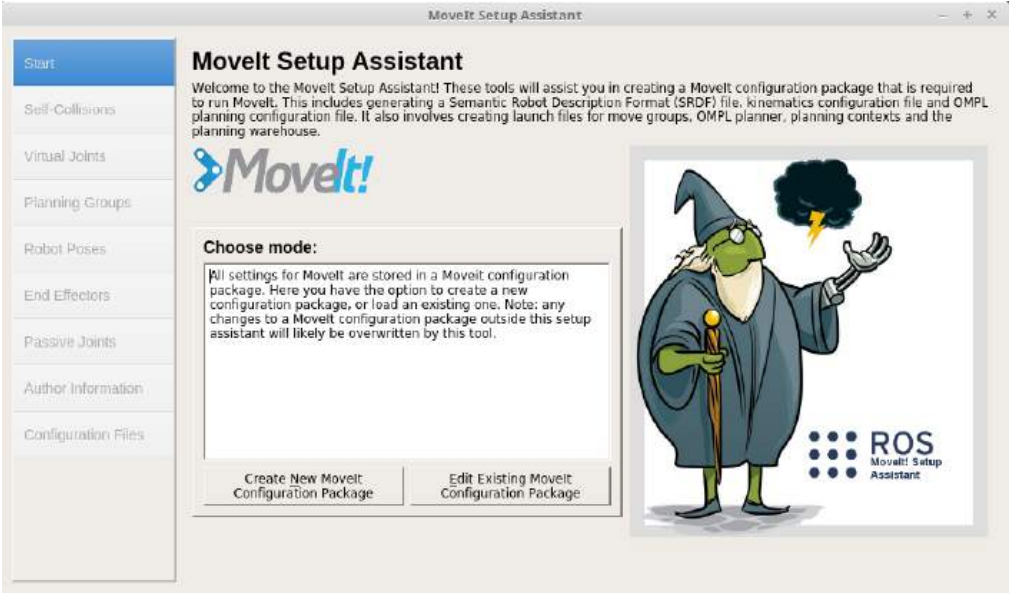 MoveIt Setup Assistant
Start
Self-Collisions
Virtual Joints
Planning Groups
Robot Poses
End Effectors
Passive Joints
Author Information
Configuration Files
MoveIt Setup Assistant
Welcome to the MoveIt Setup Assistant! These tools will assist you in creating a MoveIt configuration package that is required
to run MoveIt. This includes generating a Semantic Robot Description Format (SRDF) file, kinematics configuration file and OMPL
planning configuration file. It also involves creating launch files for move groups, OMPL planner, planning contexts and the
planning warehouse.
MoveIt!
Choose mode:
All settings for MoveIt are stored in a Moveit configuration
package. Here you have the option to create a new
configuration package, or load an existing one. Note: any
changes to a MoveIt configuration package outside this setup
assistant will likely be overwritten by this tool.
Create New MoveIt
Configuration Package
Edit Existing MoveIt
Configuration Package
ROS
MoveIt! Setup
Assistant